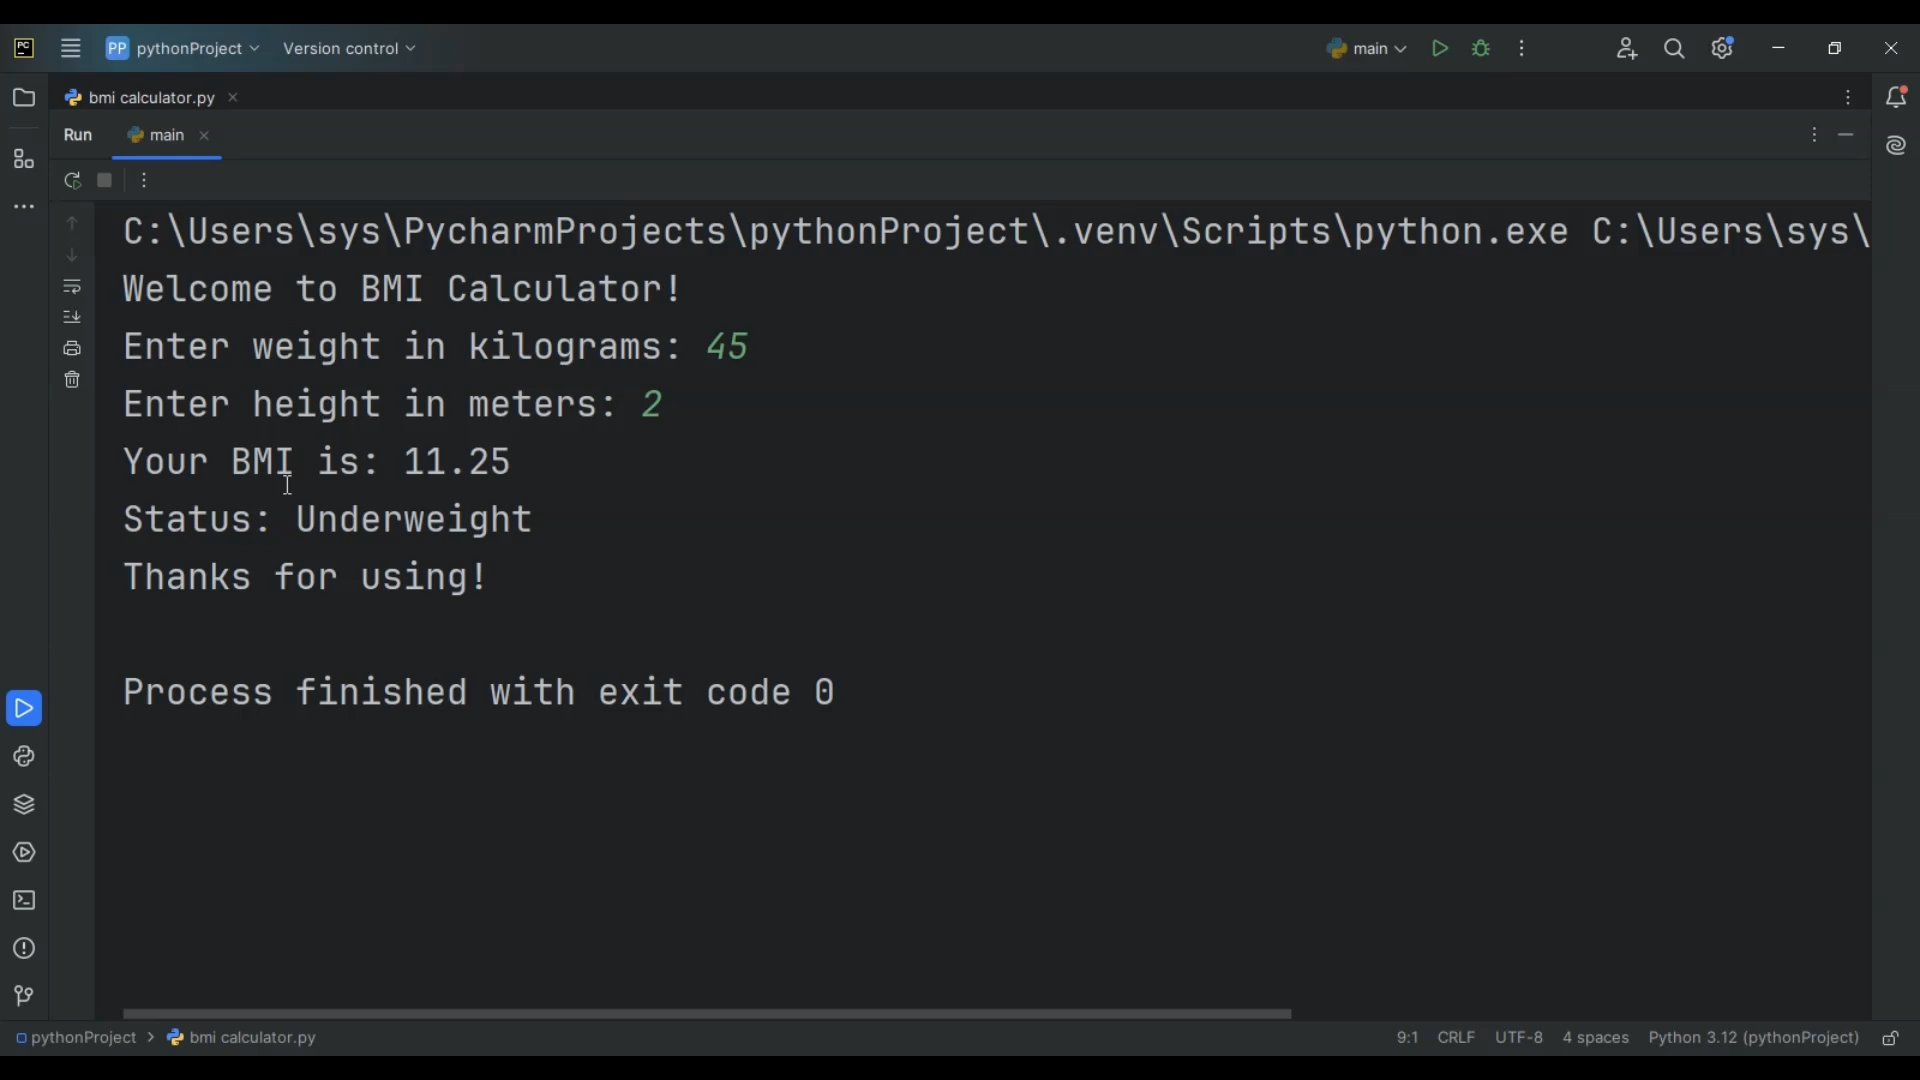 PC
PP pythonProject Version control main
bmi calculator.py
Run main
C:\Users\sys\PycharmProjects\pythonProject\.venv\Scripts\python.exe C:\Users\sys\
Welcome to BMI Calculator!
Enter weight in kilograms: 45
Enter height in meters: 2
Your BMI is: 11.25
Status: Underweight
Thanks for using!
Process finished with exit code 0
pythonProject > bmi calculator.py 9:1 CRLF UTF-8 4 spaces Python 3.12 (pythonProject)